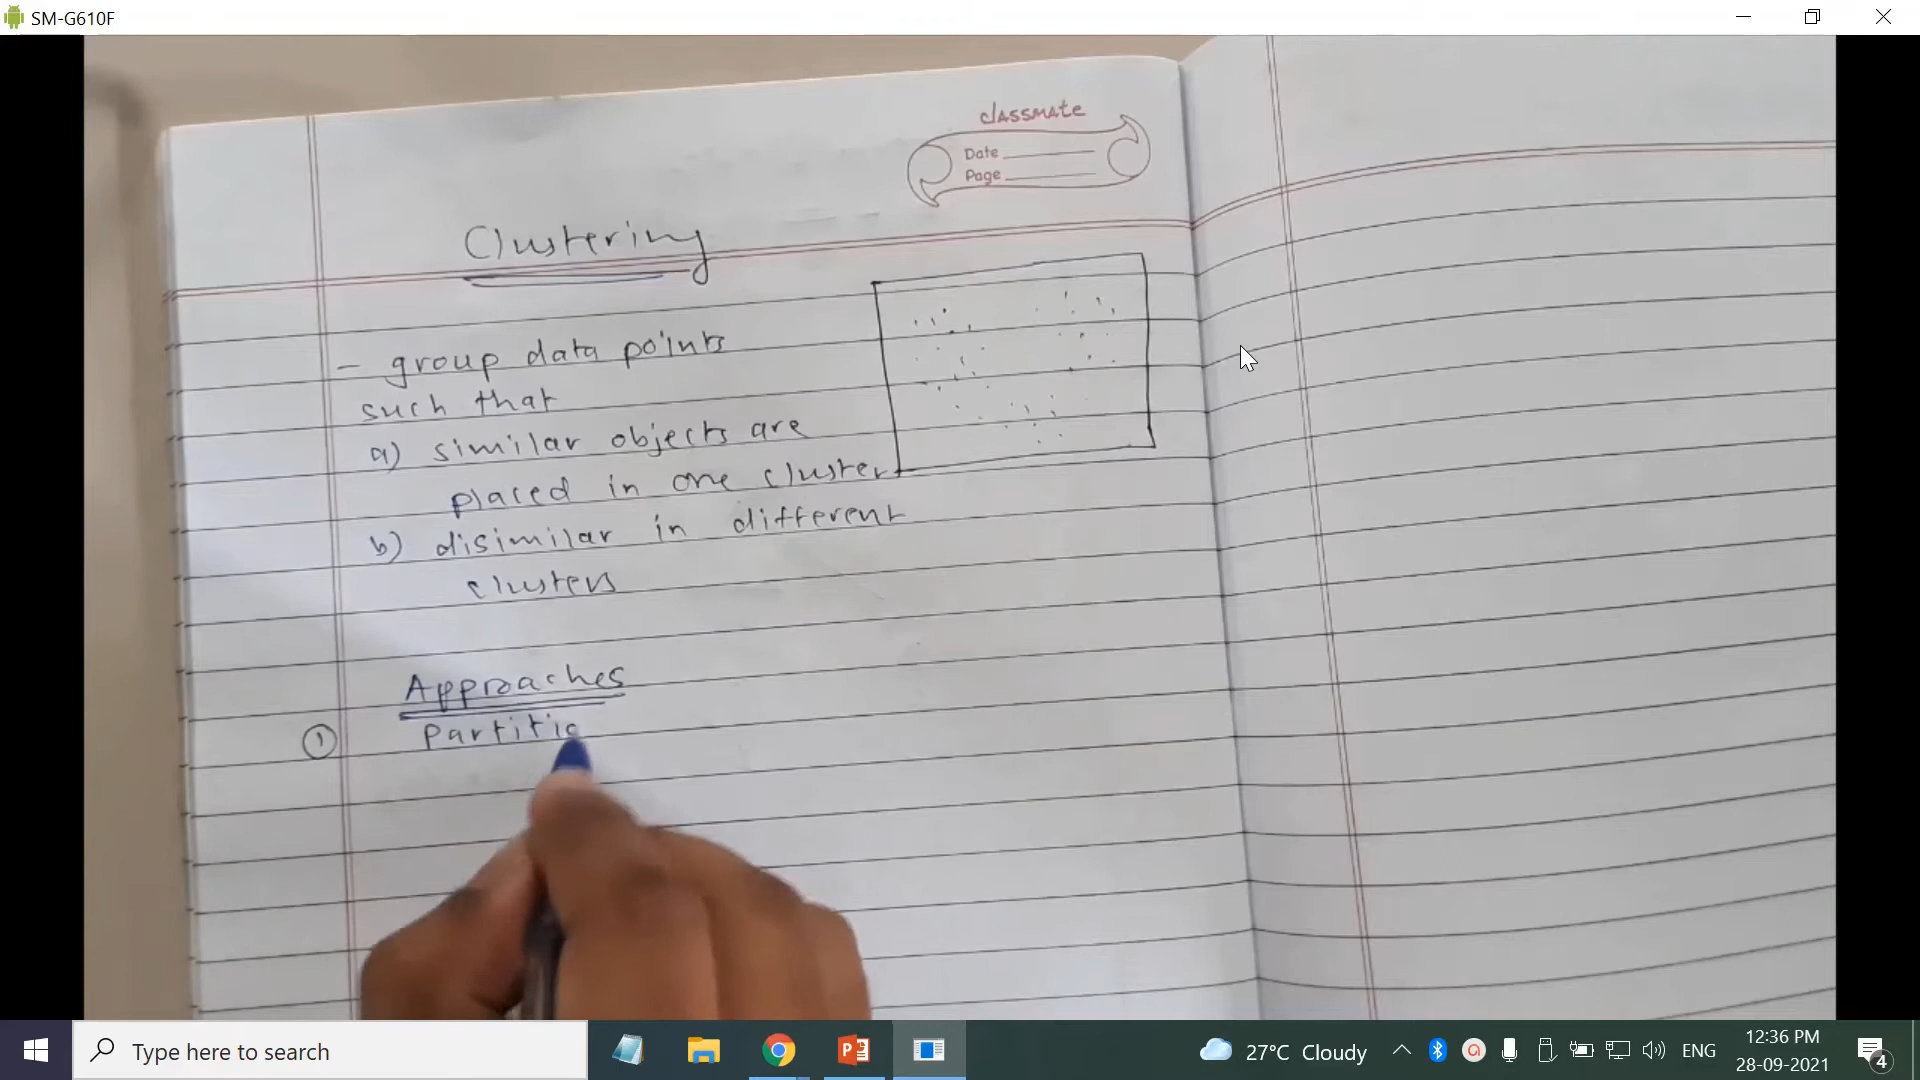 SM-G610F
classmate
Date
Page
Clustering
- group data points
such that
a) similar objects are
placed in one cluster
b) disimilar in different
clusters
Approaches
① Partitio
Type here to search
27°C Cloudy
ENG
12:36 PM
28-09-2021
4